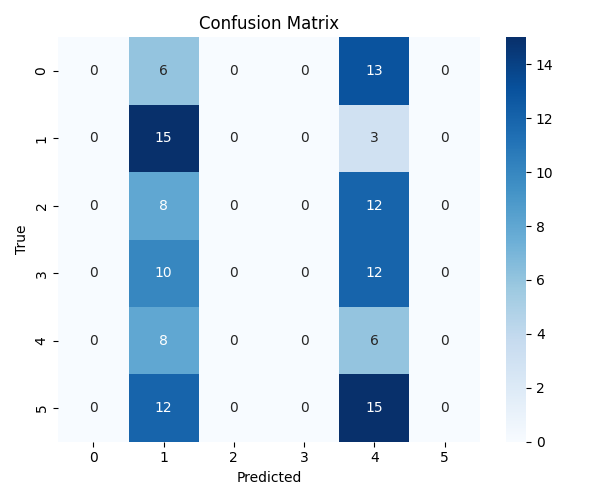 Confusion Matrix
True
0 0 6 0 0 13 0
1 0 15 0 0 3 0
2 0 8 0 0 12 0
3 0 10 0 0 12 0
4 0 8 0 0 6 0
5 0 12 0 0 15 0
0 1 2 3 4 5
Predicted
14
12
10
8
6
4
2
0